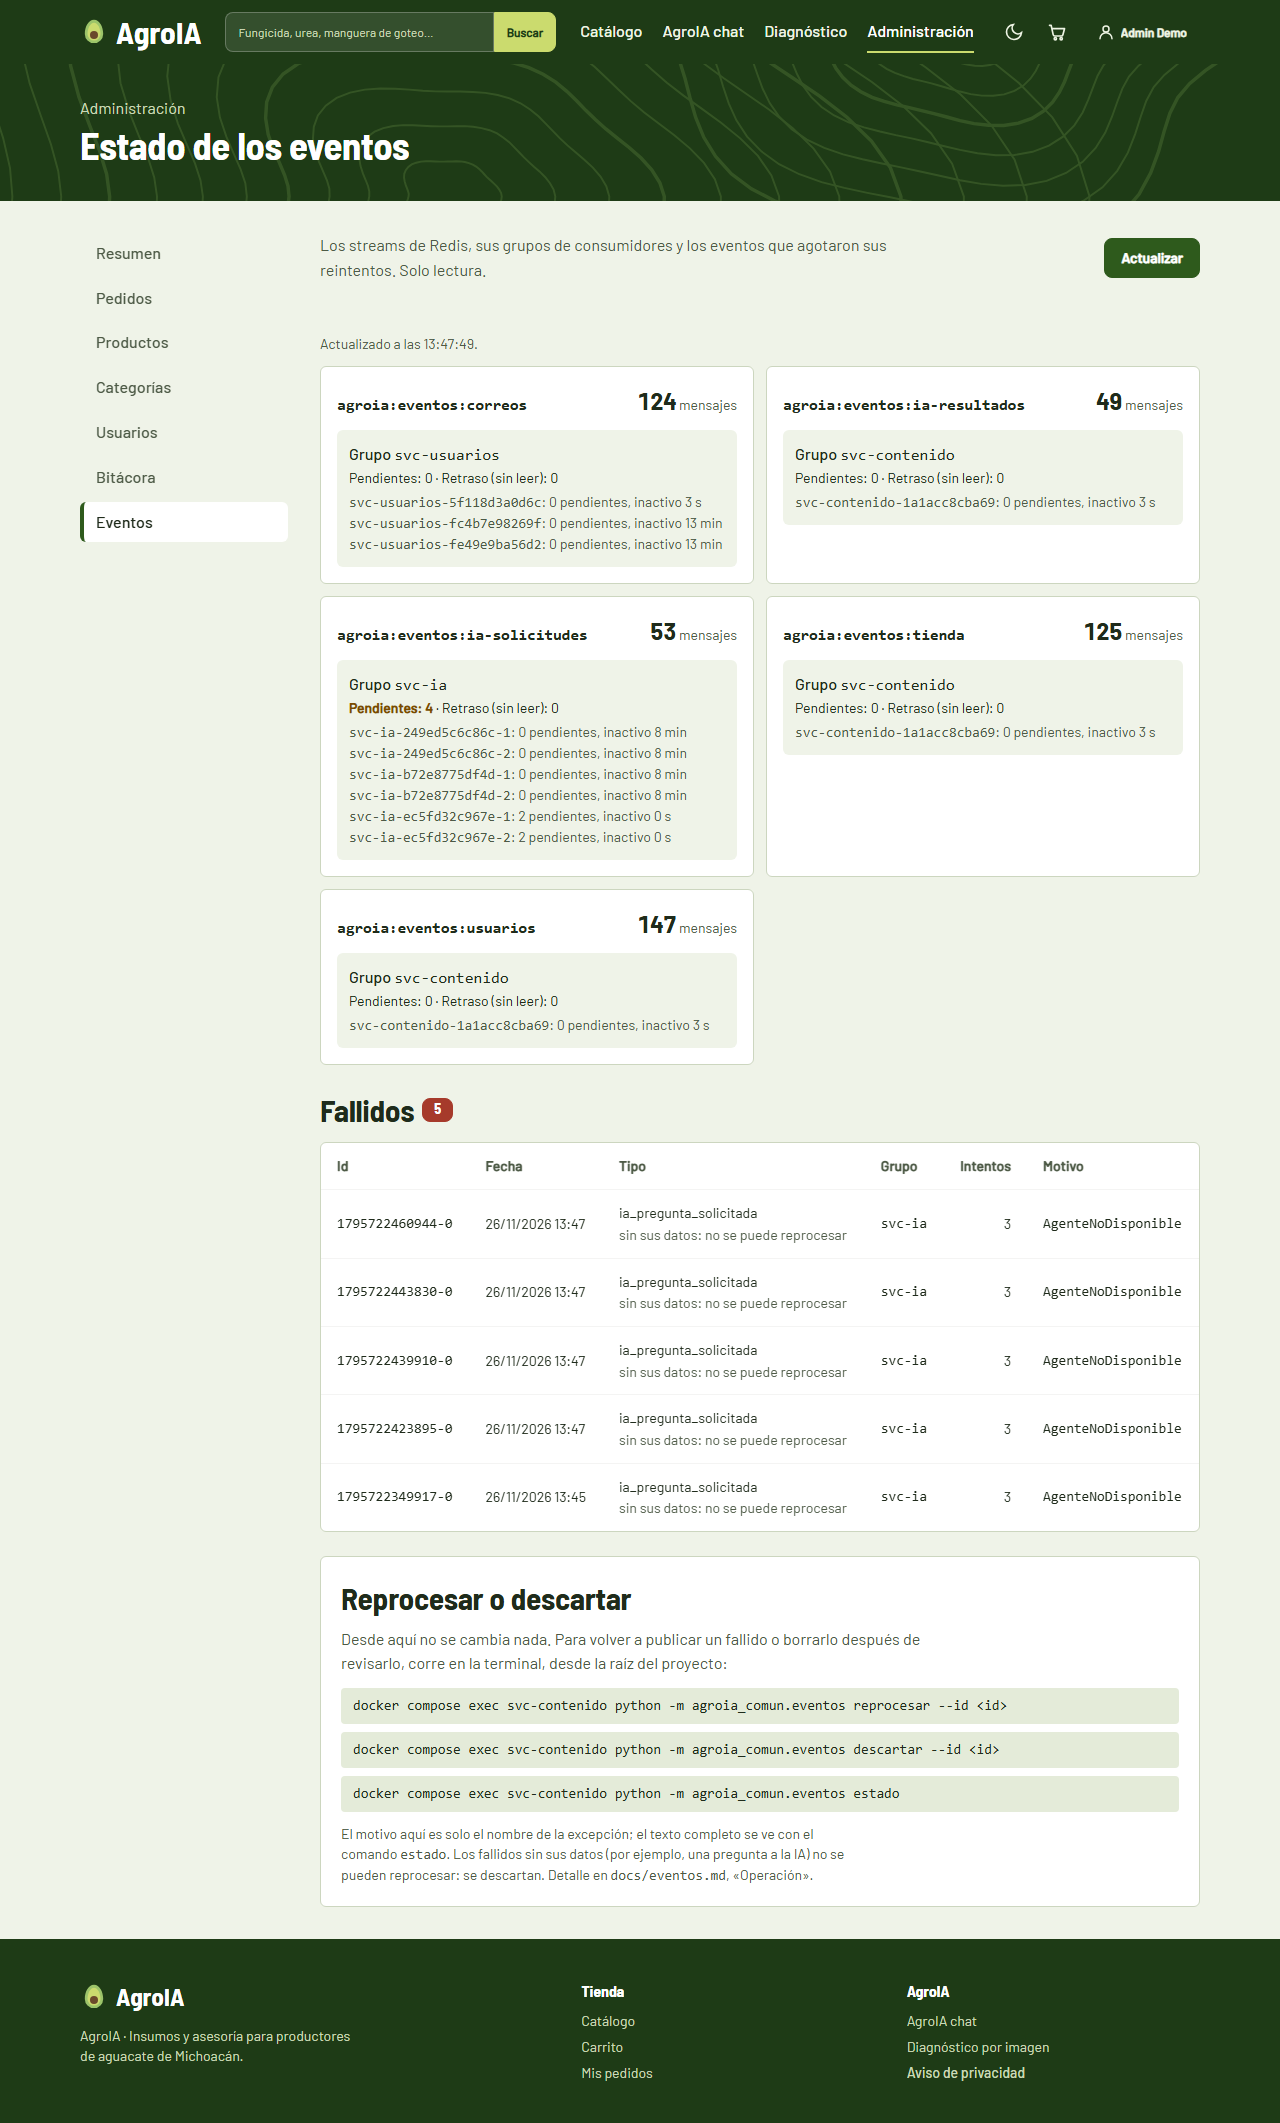 AgroIA
Fungicida, urea, manguera de goteo...
Buscar
Catálogo
AgroIA chat
Diagnóstico
Administración
Admin Demo
Administración
Estado de los eventos
Resumen
Pedidos
Productos
Categorías
Usuarios
Bitácora
Eventos
Los streams de Redis, sus grupos de consumidores y los eventos que agotaron sus
reintentos. Solo lectura.
Actualizar
Actualizado a las 13:47:49.
agroia:eventos:correos 124 mensajes
Grupo svc-usuarios
Pendientes: 0 · Retraso (sin leer): 0
svc-usuarios-5f118d3a0d6c: 0 pendientes, inactivo 3 s
svc-usuarios-fc4b7e98269f: 0 pendientes, inactivo 13 min
svc-usuarios-fe49e9ba56d2: 0 pendientes, inactivo 13 min
agroia:eventos:ia-resultados 49 mensajes
Grupo svc-contenido
Pendientes: 0 · Retraso (sin leer): 0
svc-contenido-1a1acc8cba69: 0 pendientes, inactivo 3 s
agroia:eventos:ia-solicitudes 53 mensajes
Grupo svc-ia
Pendientes: 4 · Retraso (sin leer): 0
svc-ia-249ed5c6c86c-1: 0 pendientes, inactivo 8 min
svc-ia-249ed5c6c86c-2: 0 pendientes, inactivo 8 min
svc-ia-b72e8775df4d-1: 0 pendientes, inactivo 8 min
svc-ia-b72e8775df4d-2: 0 pendientes, inactivo 8 min
svc-ia-ec5fd32c967e-1: 2 pendientes, inactivo 0 s
svc-ia-ec5fd32c967e-2: 2 pendientes, inactivo 0 s
agroia:eventos:tienda 125 mensajes
Grupo svc-contenido
Pendientes: 0 · Retraso (sin leer): 0
svc-contenido-1a1acc8cba69: 0 pendientes, inactivo 3 s
agroia:eventos:usuarios 147 mensajes
Grupo svc-contenido
Pendientes: 0 · Retraso (sin leer): 0
svc-contenido-1a1acc8cba69: 0 pendientes, inactivo 3 s
Fallidos 5
Id Fecha Tipo Grupo Intentos Motivo
1795722460944-0 26/11/2026 13:47 ia_pregunta_solicitada svc-ia 3 AgenteNoDisponible
sin sus datos: no se puede reprocesar
1795722443830-0 26/11/2026 13:47 ia_pregunta_solicitada svc-ia 3 AgenteNoDisponible
sin sus datos: no se puede reprocesar
1795722439910-0 26/11/2026 13:47 ia_pregunta_solicitada svc-ia 3 AgenteNoDisponible
sin sus datos: no se puede reprocesar
1795722423895-0 26/11/2026 13:47 ia_pregunta_solicitada svc-ia 3 AgenteNoDisponible
sin sus datos: no se puede reprocesar
1795722349917-0 26/11/2026 13:45 ia_pregunta_solicitada svc-ia 3 AgenteNoDisponible
sin sus datos: no se puede reprocesar
Reprocesar o descartar
Desde aquí no se cambia nada. Para volver a publicar un fallido o borrarlo después de
revisarlo, corre en la terminal, desde la raíz del proyecto:
docker compose exec svc-contenido python -m agroia_comun.eventos reprocesar --id <id>
docker compose exec svc-contenido python -m agroia_comun.eventos descartar --id <id>
docker compose exec svc-contenido python -m agroia_comun.eventos estado
El motivo aquí es solo el nombre de la excepción; el texto completo se ve con el
comando estado. Los fallidos sin sus datos (por ejemplo, una pregunta a la IA) no se
pueden reprocesar: se descartan. Detalle en docs/eventos.md, «Operación».
AgroIA
AgroIA · Insumos y asesoría para productores
de aguacate de Michoacán.
Tienda
Catálogo
Carrito
Mis pedidos
AgroIA
AgroIA chat
Diagnóstico por imagen
Aviso de privacidad